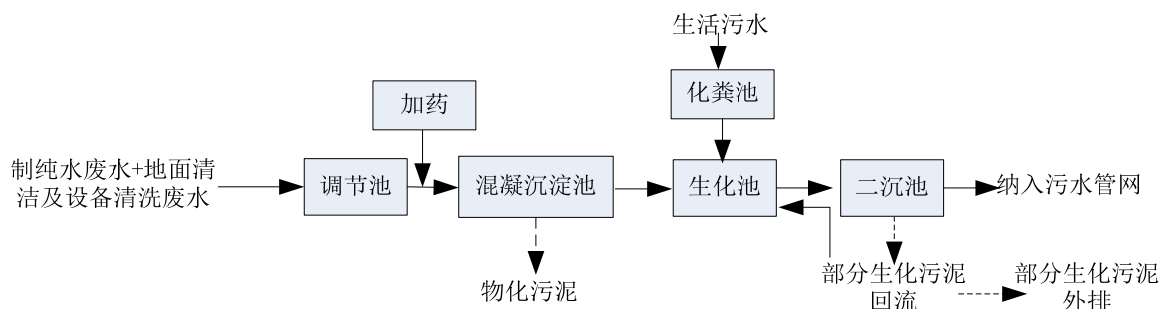 生活污水
加药
化粪池
制纯水废水+地面清
洁及设备清洗废水
调节池
混凝沉淀池
生化池
二沉池
纳入污水管网
物化污泥
部分生化污泥
回流
部分生化污泥
外排